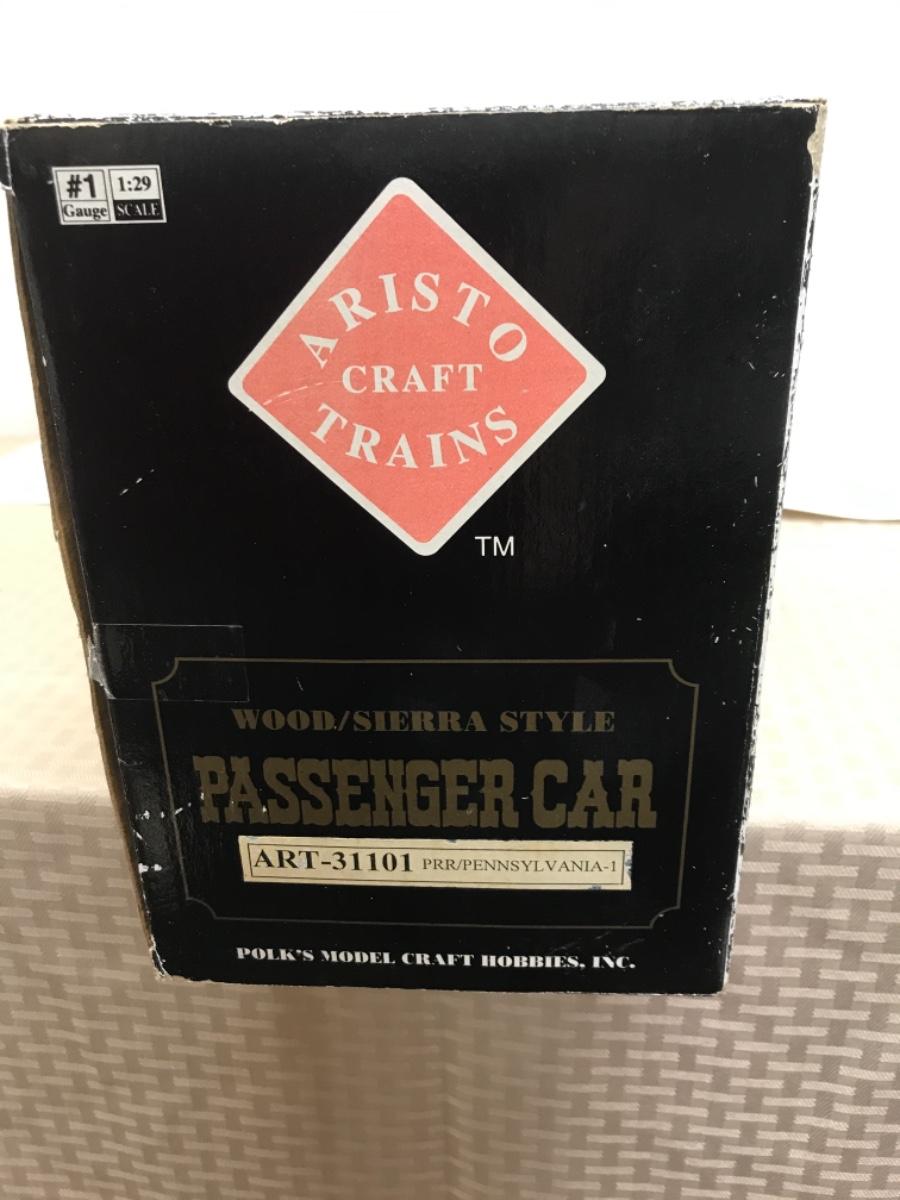 #1 1:29
Gauge SCALE
ARISTO
CRAFT
TRAINS
TM
WOOD/SIERRA STYLE
PASSENGER CAR
ART-31101 PRR/PENNSYLVANIA-1
POLK'S MODEL CRAFT HOBBIES, INC.